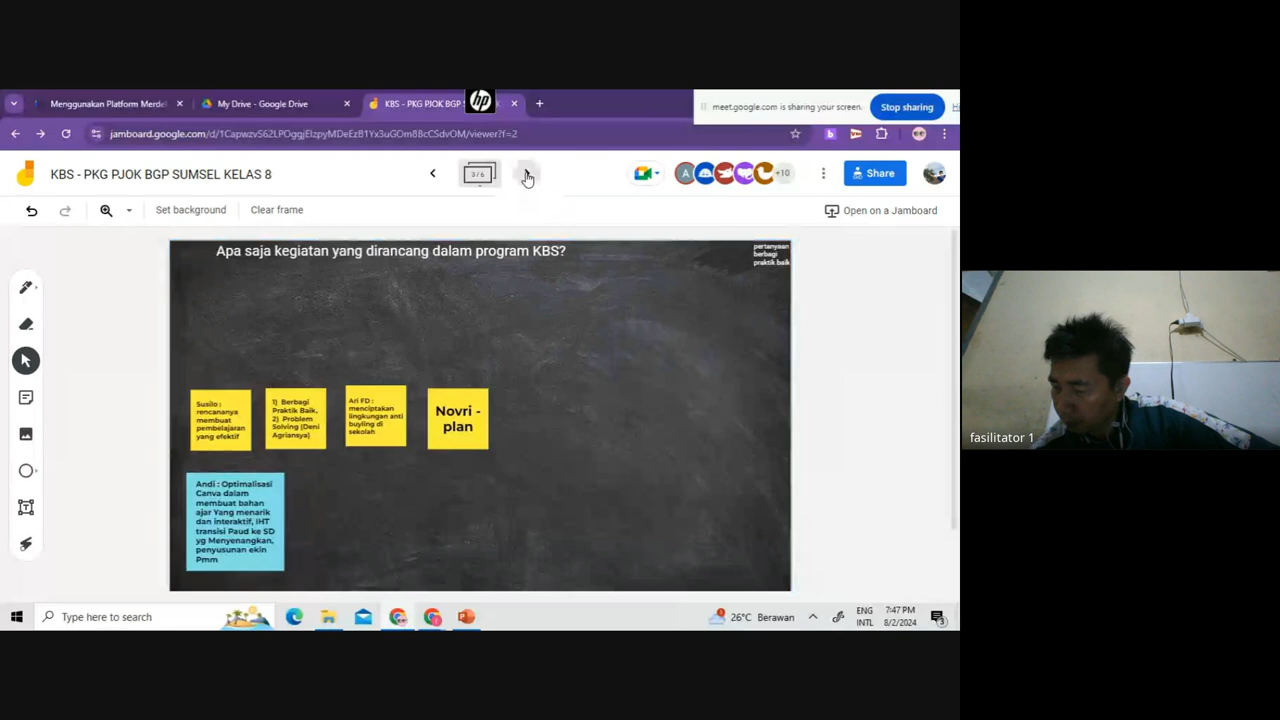 Menggunakan Platform Merde
My Drive - Google Drive
KBS - PKG PJOK BGP S
hp
meet.google.com is sharing your screen.
Stop sharing
Hi
jamboard.google.com/d/
/viewer?f=2
KBS - PKG PJOK BGP SUMSEL KELAS 8
3 / 6
A
+10
Share
Set background
Clear frame
Open on a Jamboard
Apa saja kegiatan yang dirancang dalam program KBS?
pertanyaan
berbagi
praktik baik
Susilo :
rencananya
membuat
pembelajaran
yang efektif
1) Berbagi
Praktik Baik,
2) Problem
Solving (Deni
Agriansya)
Ari FD :
menciptakan
lingkungan anti
buyling di
sekolah
Novri -
plan
Andi : Optimalisasi
Canva dalam
membuat bahan
ajar Yang menarik
dan interaktif, IHT
transisi Paud ke SD
yg Menyenangkan,
penyusunan ekin
Pmm
fasilitator 1
Type here to search
26°C Berawan
ENG
INTL
7:47 PM
8/2/2024
3